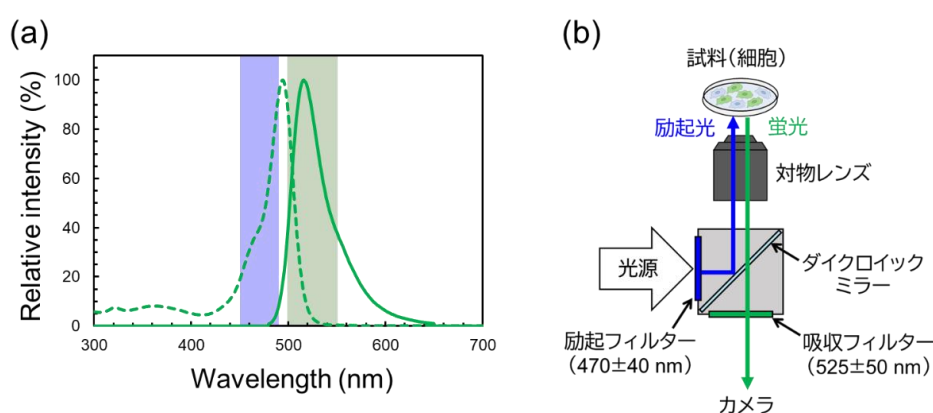 (a)
Relative intensity (%)
100
80
60
40
20
0
300
400
500
600
700
Wavelength (nm)
(b)
試料(細胞)
励起光
蛍光
対物レンズ
光源
ダイクロイック
ミラー
励起フィルター
(470±40 nm)
吸収フィルター
(525±50 nm)
カメラ